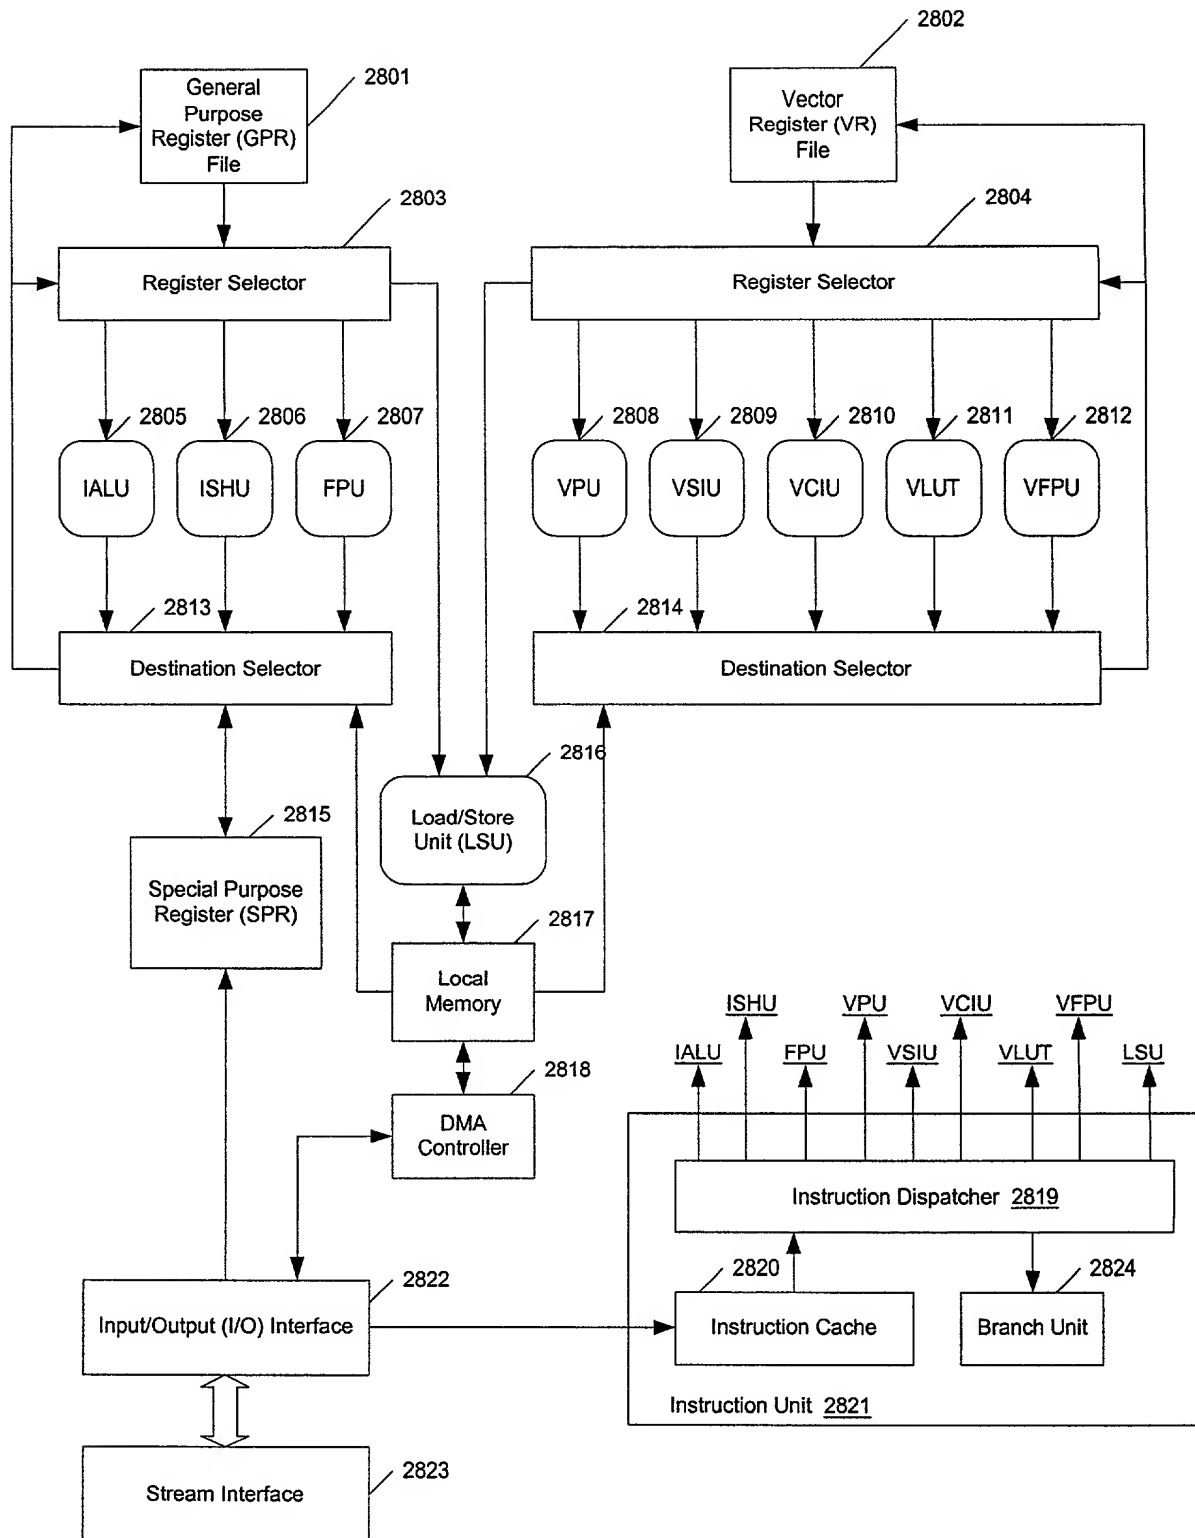 2802
2801
General
Purpose
Register (GPR)
File
Vector
Register (VR)
File
2803
2804
Register Selector
Register Selector
2805
2806
2807
2808
2809
2810
2811
2812
IALU
ISHU
FPU
VPU
VSIU
VCIU
VLUT
VFPU
2813
2814
Destination Selector
Destination Selector
2816
2815
Load/Store
Unit (LSU)
Special Purpose
Register (SPR)
2817
Local
Memory
ISHU
VPU
VCIU
VFPU
IALU
FPU
VSIU
VLUT
LSU
2818
DMA
Controller
Instruction Dispatcher 2819
2822
2820
2824
Input/Output (I/O) Interface
Instruction Cache
Branch Unit
Instruction Unit 2821
2823
Stream Interface